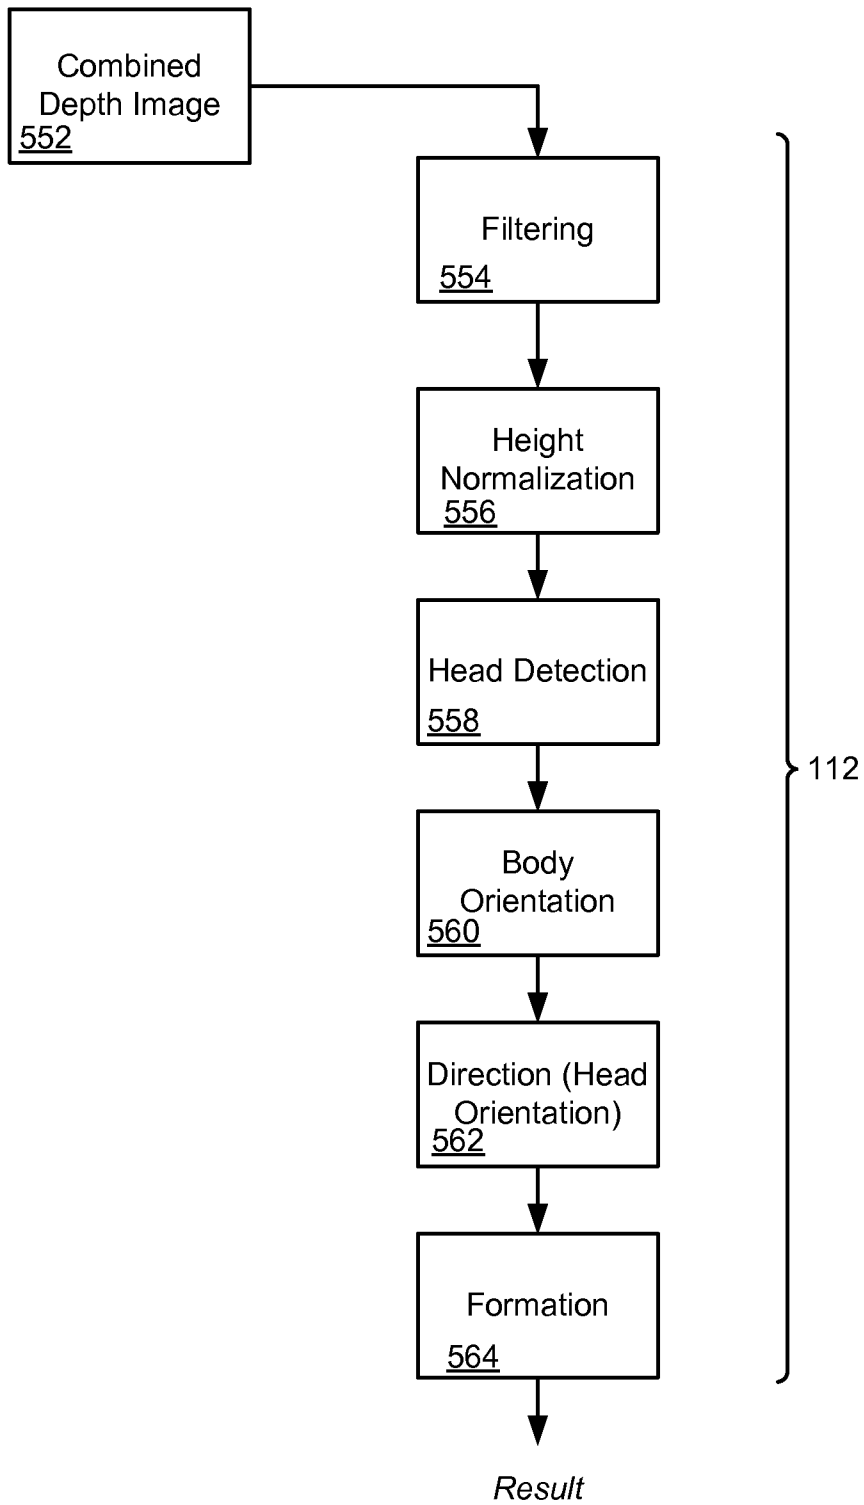 Combined
Depth Image
552
Filtering
554
Height
Normalization
556
Head Detection
558
112
Body
Orientation
560
Direction (Head
Orientation)
562
Formation
564
Result